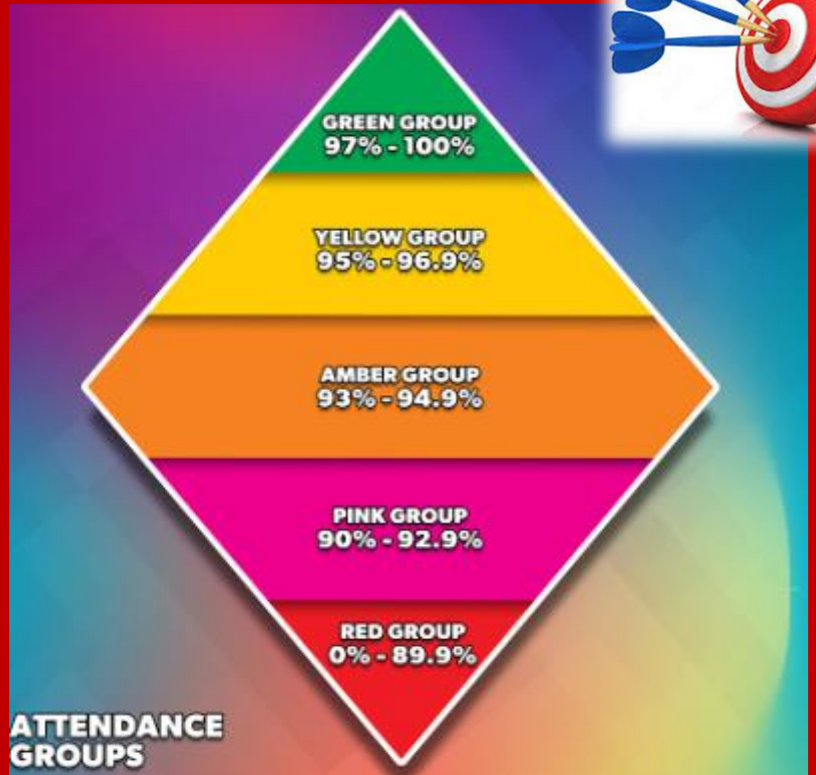 GREEN GROUP
97% - 100%
YELLOW GROUP
95% - 96.9%
AMBER GROUP
93% - 94.9%
PINK GROUP
90% - 92.9%
RED GROUP
0% - 89.9%
ATTENDANCE
GROUPS